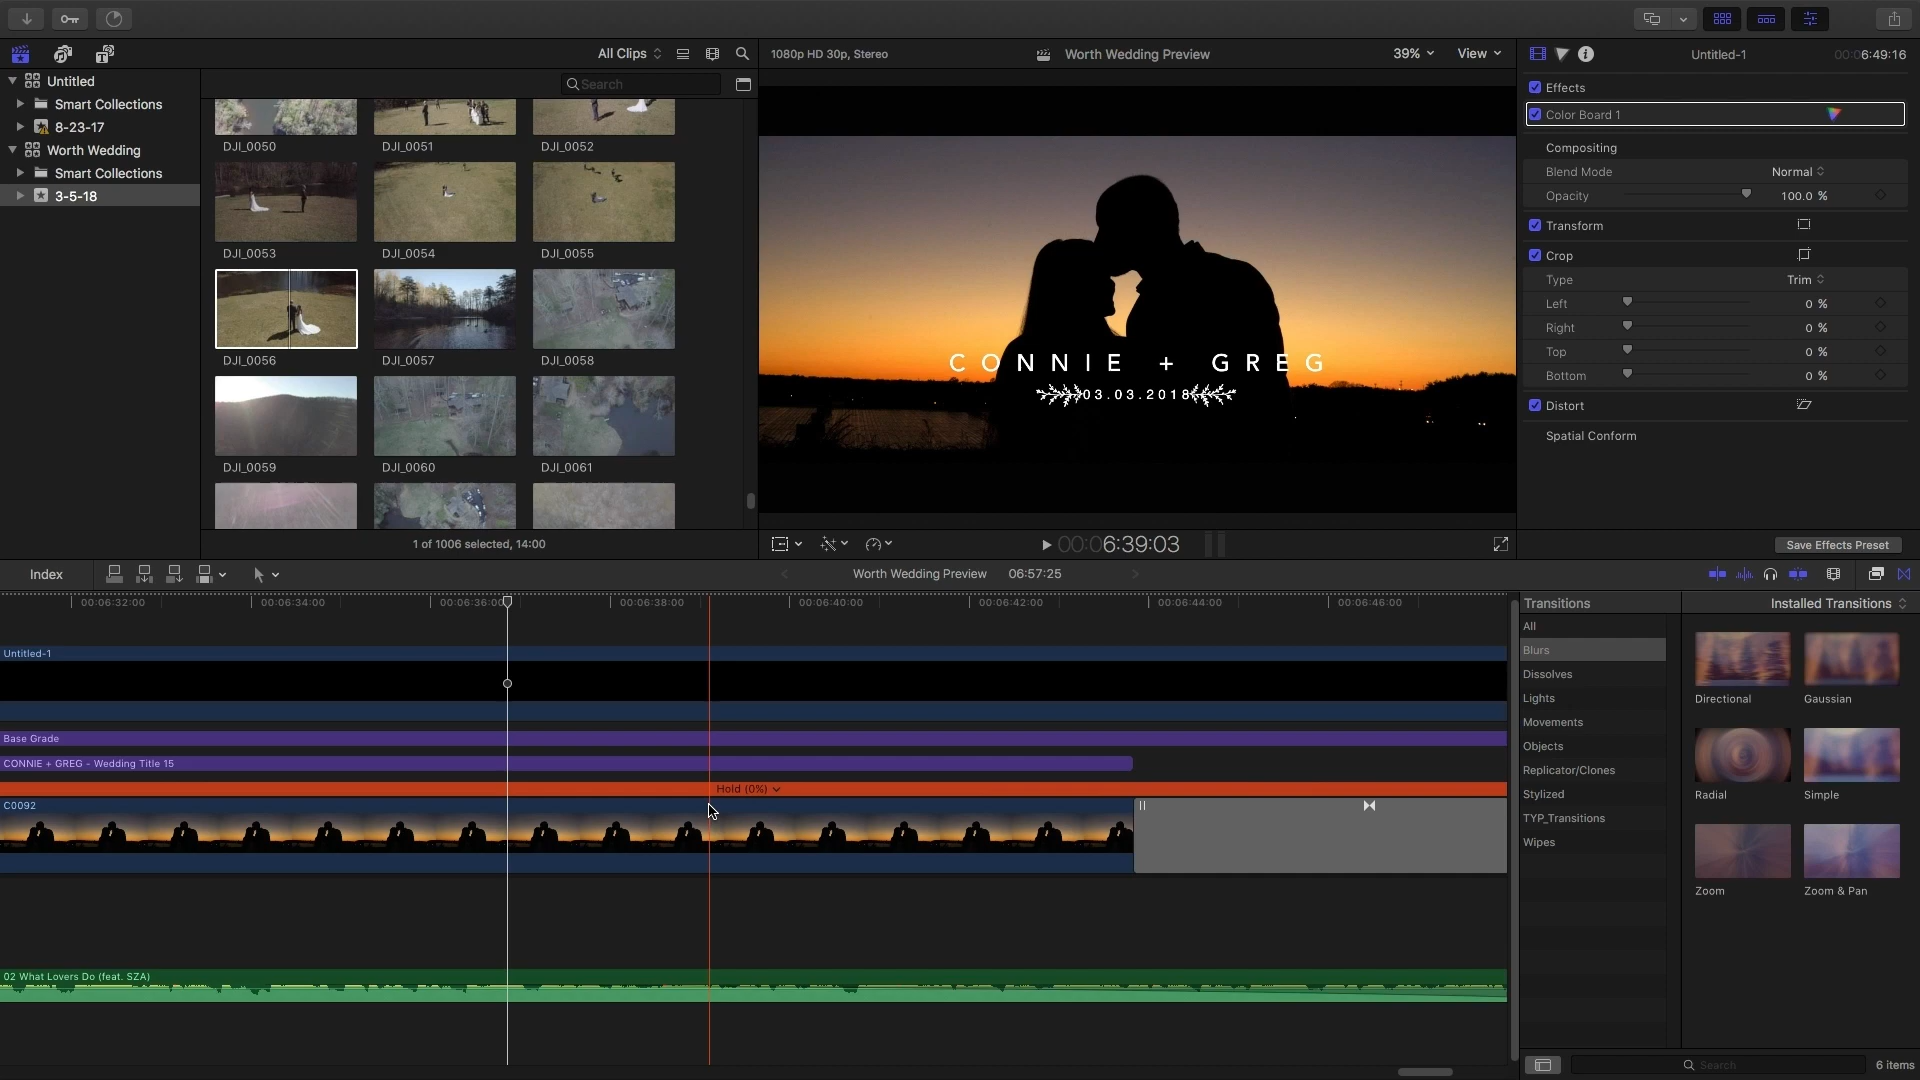 All Clips
1080p HD 30p, Stereo
Worth Wedding Preview
39%
View
Untitled-1
00:06:49:16
Untitled
Smart Collections
8-23-17
Worth Wedding
Smart Collections
3-5-18
Search
DJI_0050
DJI_0051
DJI_0052
DJI_0053
DJI_0054
DJI_0055
DJI_0056
DJI_0057
DJI_0058
DJI_0059
DJI_0060
DJI_0061
1 of 1006 selected, 14:00
CONNIE + GREG
03.03.2018
00:06:39:03
Effects
Color Board 1
Compositing
Blend Mode
Normal
Opacity
100.0 %
Transform
Crop
Type
Trim
Left
0 %
Right
0 %
Top
0 %
Bottom
0 %
Distort
Spatial Conform
Save Effects Preset
Index
Worth Wedding Preview
06:57:25
00:06:32:00
00:06:34:00
00:06:36:00
00:06:38:00
00:06:40:00
00:06:42:00
00:06:44:00
00:06:46:00
Untitled-1
Base Grade
CONNIE + GREG - Wedding Title 15
Hold (0%)
C0092
02 What Lovers Do (feat. SZA)
Transitions
Installed Transitions
All
Blurs
Dissolves
Lights
Movements
Objects
Replicator/Clones
Stylized
TYP_Transitions
Wipes
Directional
Gaussian
Radial
Simple
Zoom
Zoom & Pan
Search
6 items